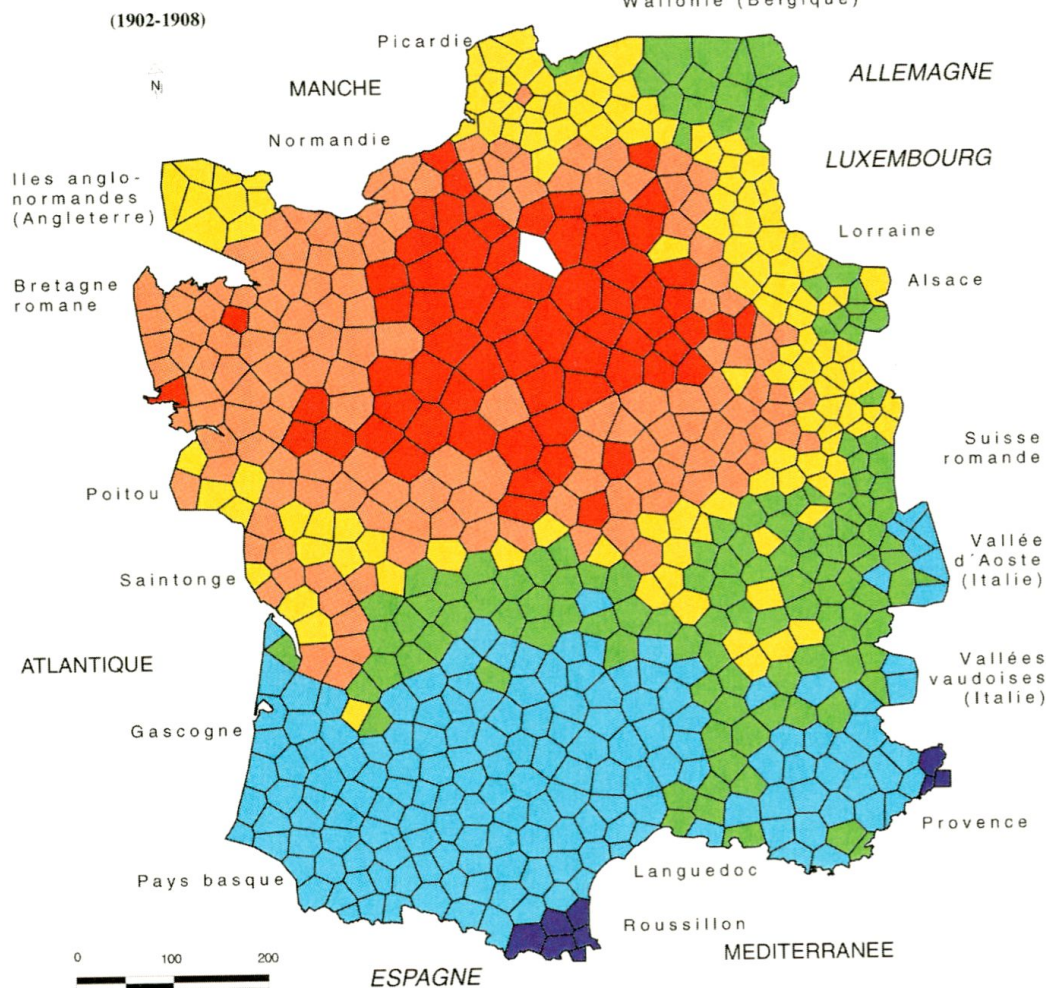 Wallonie (Belgique)
(1902-1908)
Picardie
N
MANCHE
ALLEMAGNE
Normandie
LUXEMBOURG
Iles anglo-
normandes
(Angleterre)
Lorraine
Bretagne
romane
Alsace
Suisse
romande
Poitou
Vallée
d'Aoste
(Italie)
Saintonge
ATLANTIQUE
Vallées
vaudoises
(Italie)
Gascogne
Provence
Pays basque
Languedoc
Roussillon
MEDITERRANEE
0 100 200
ESPAGNE